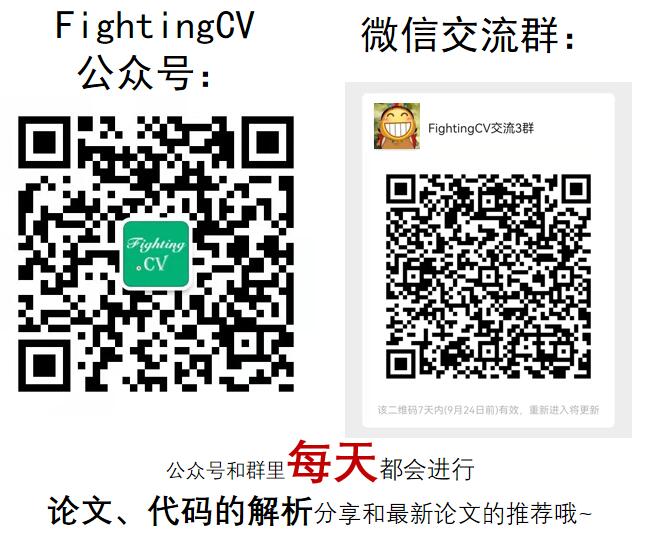 FightingCV
公众号：
微信交流群：
Fighting
.CV
FightingCV交流3群
该二维码7天内(9月24日前)有效，重新进入将更新
公众号和群里每天都会进行
论文、代码的解析分享和最新论文的推荐哦~